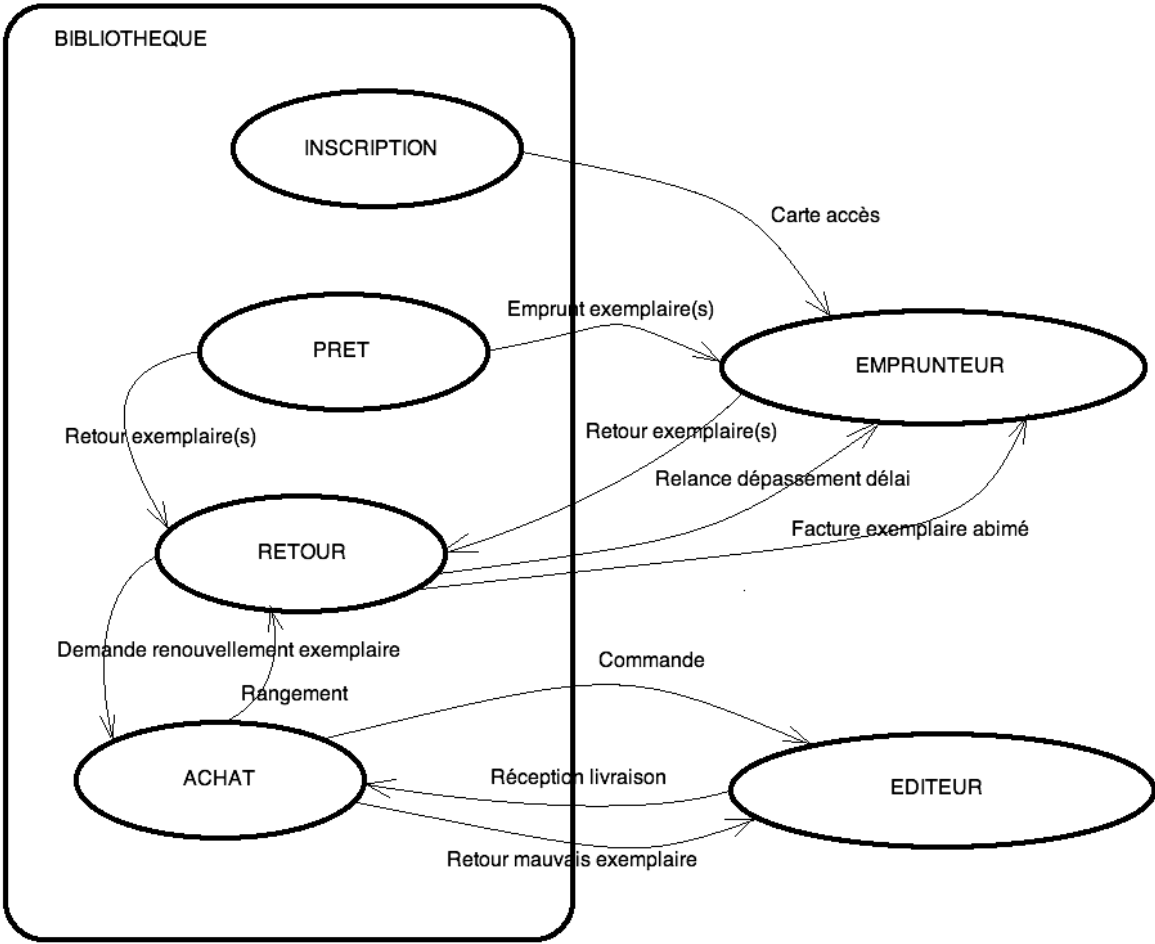 BIBLIOTHEQUE
INSCRIPTION
Carte accès
Emprunt exemplaire(s)
PRET
EMPRUNTEUR
Retour exemplaire(s)
Retour exemplaire(s)
Relance dépassement délai
Facture exemplaire abimé
RETOUR
Demande renouvellement exemplaire
Commande
Rangement
Réception livraison
ACHAT
EDITEUR
Retour mauvais exemplaire